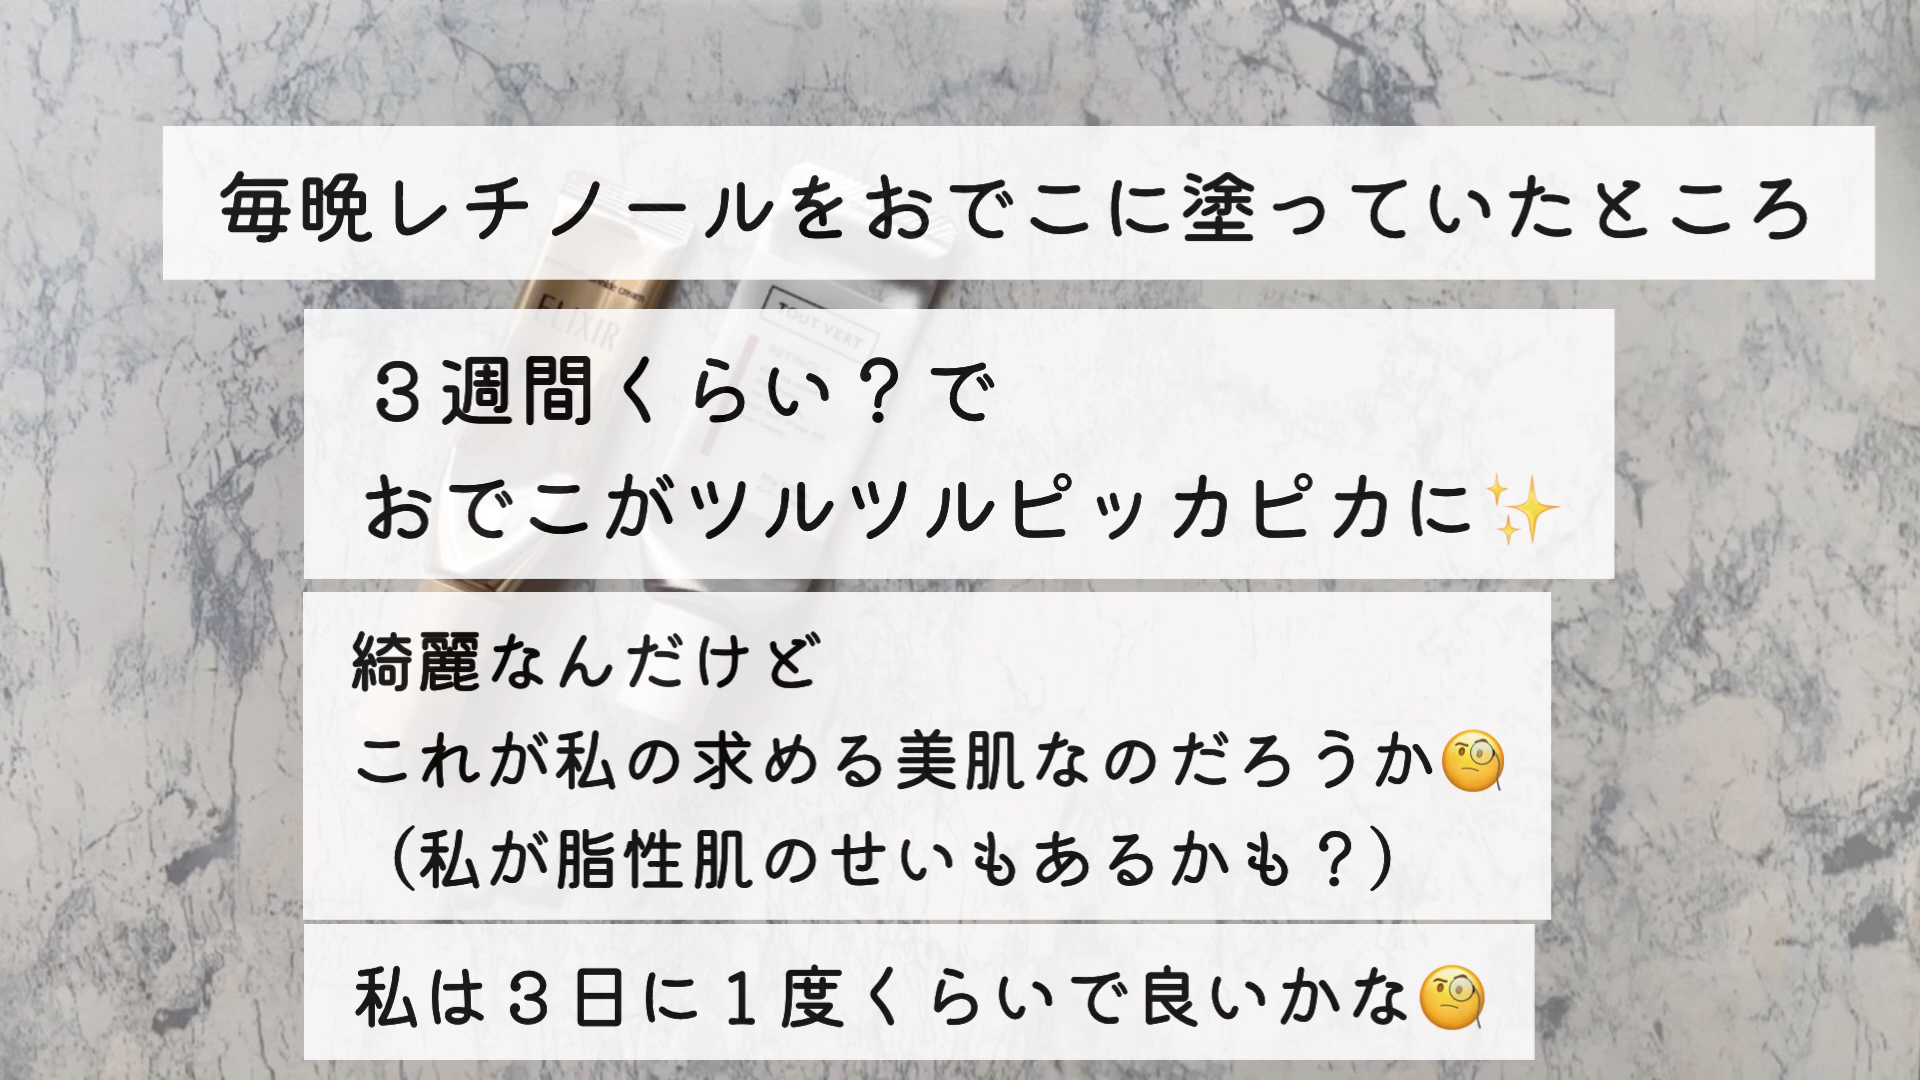 毎晩レチノールをおでこに塗っていたところ
３週間くらい？で
おでこがツルツルピッカピカに✨
綺麗なんだけど
これが私の求める美肌なのだろうか🧐
（私が脂性肌のせいもあるかも？）
私は３日に１度くらいで良いかな🧐
ELIXIR
TOUT VERT